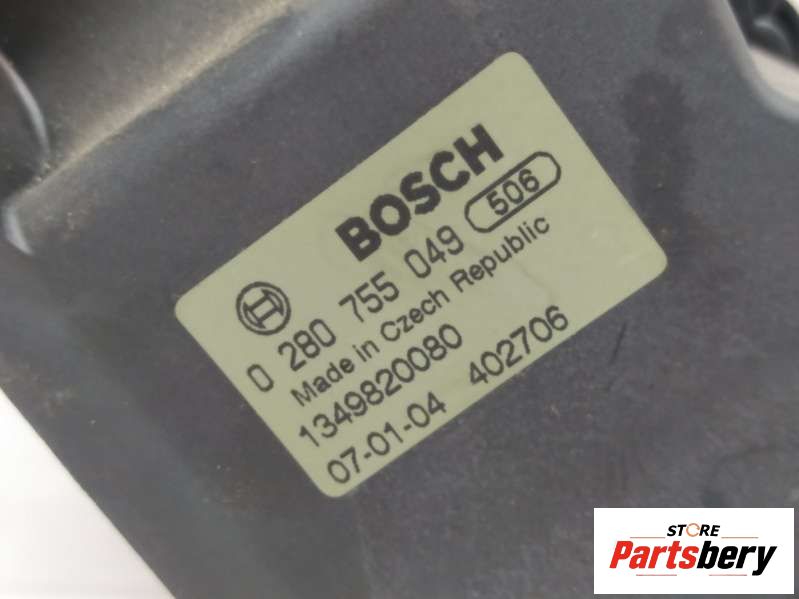 BOSCH
0 280 755 049 506
Made in Czech Republic
1349820080
07-01-04 402706
STORE
Partsbery